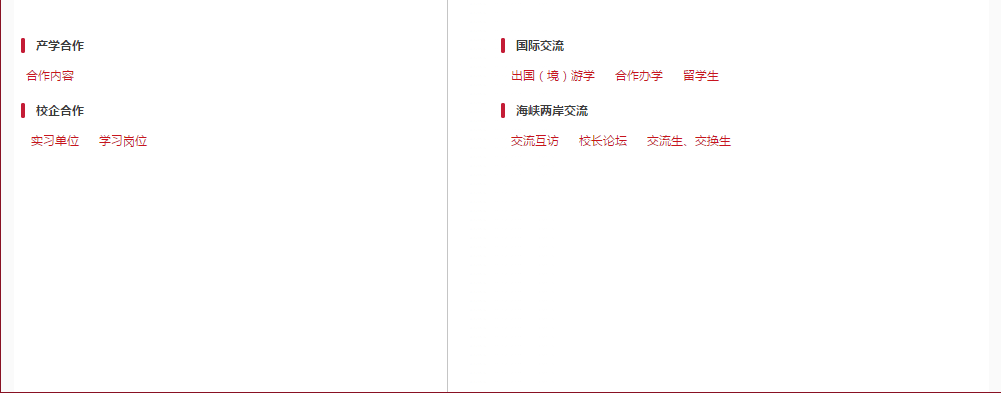 产学合作
合作内容
校企合作
实习单位 学习岗位
国际交流
出国（境）游学 合作办学 留学生
海峡两岸交流
交流互访 校长论坛 交流生、交换生